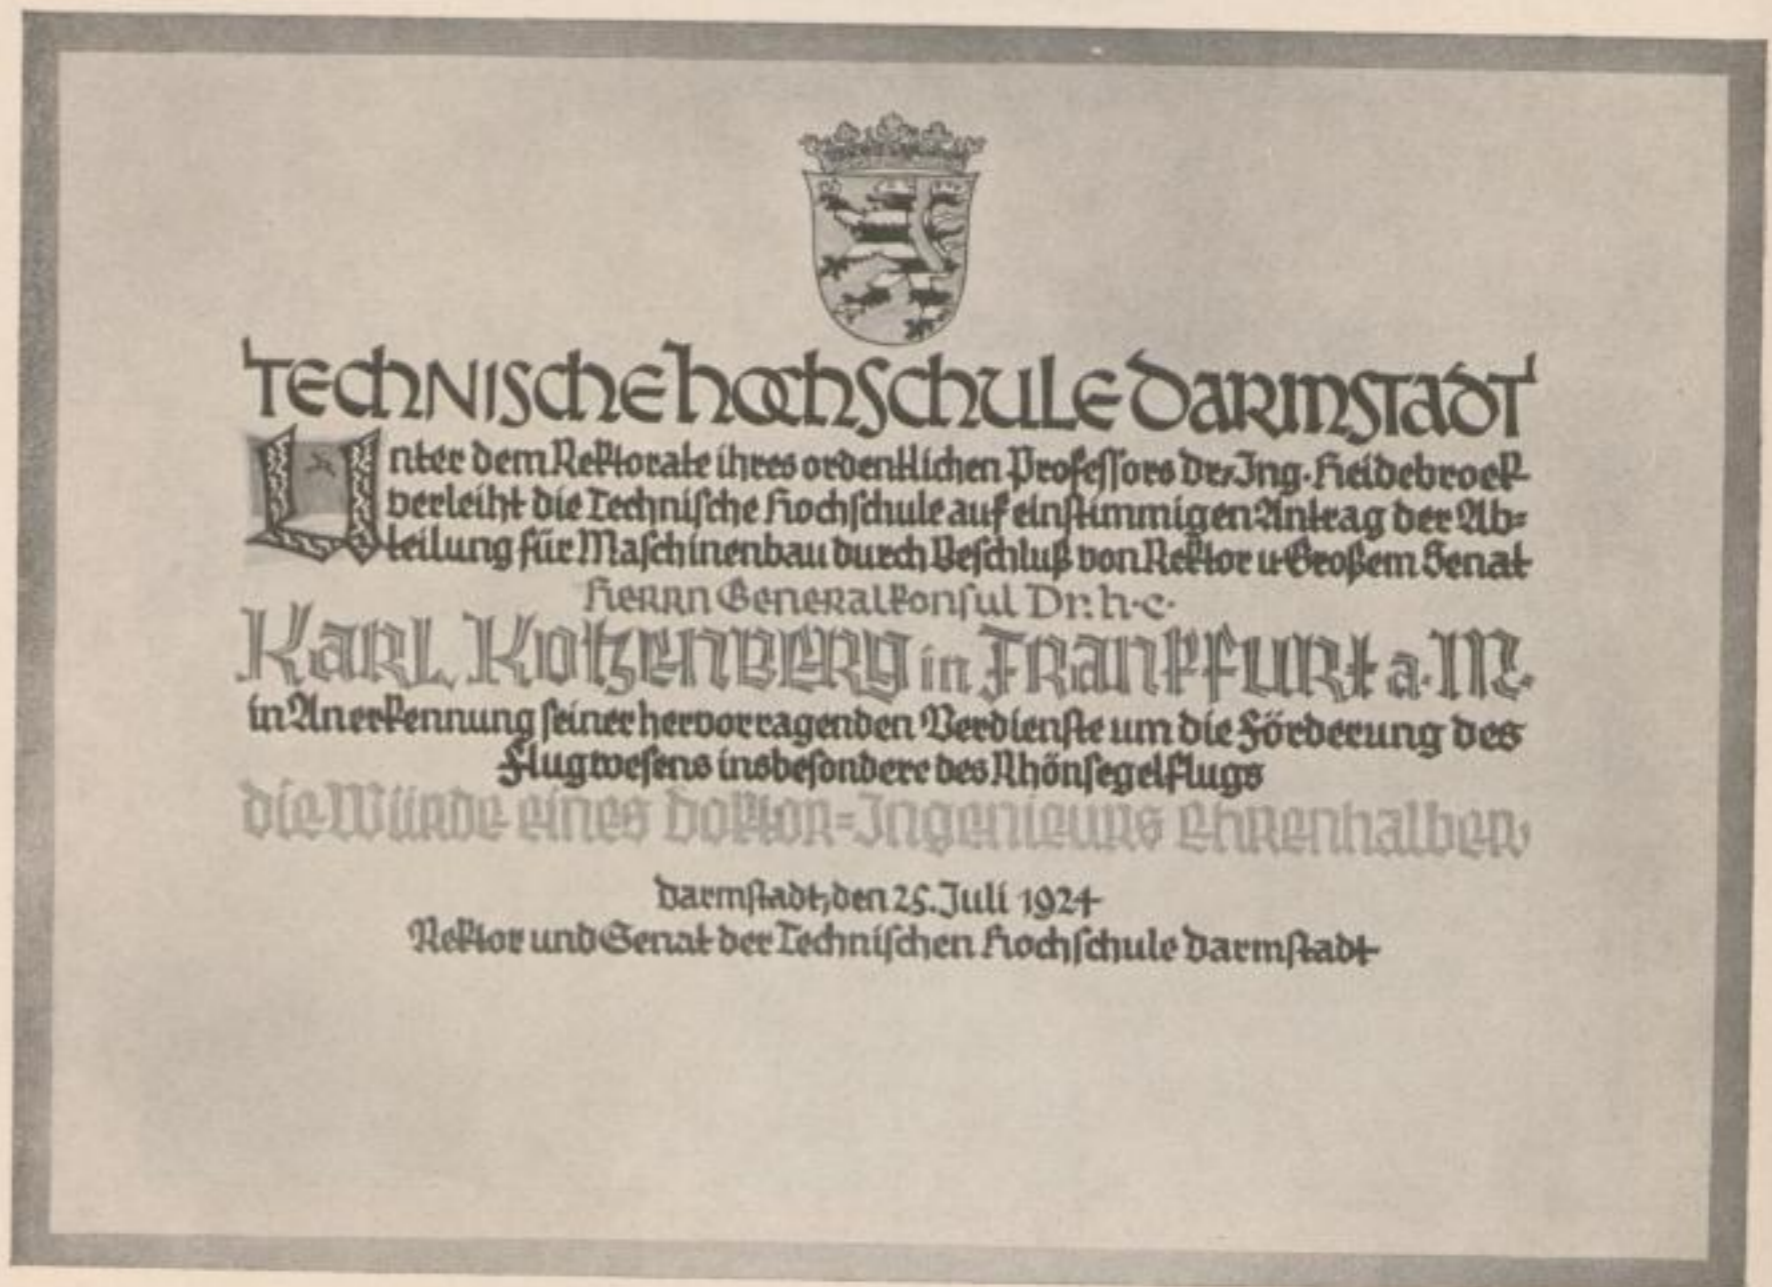 Technische Hochschule Darmstadt
Unter dem Rektorate ihres ordentlichen Professors Dr.-Ing. Heidebroek
verleiht die Technische Hochschule auf einstimmigen Antrag der Ab=
teilung für Maschinenbau durch Beschluß von Rektor u. Großem Senat
Herrn Generalkonsul Dr. h. c.
Karl Kotzenberg in Frankfurt a. M.
in Anerkennung seiner hervorragenden Verdienste um die Förderung des
Flugwesens insbesondere des Rhönsegelflugs
die Würde eines Doktor=Ingenieurs Ehrenhalber.
Darmstadt, den 25. Juli 1924
Rektor und Senat der Technischen Hochschule Darmstadt